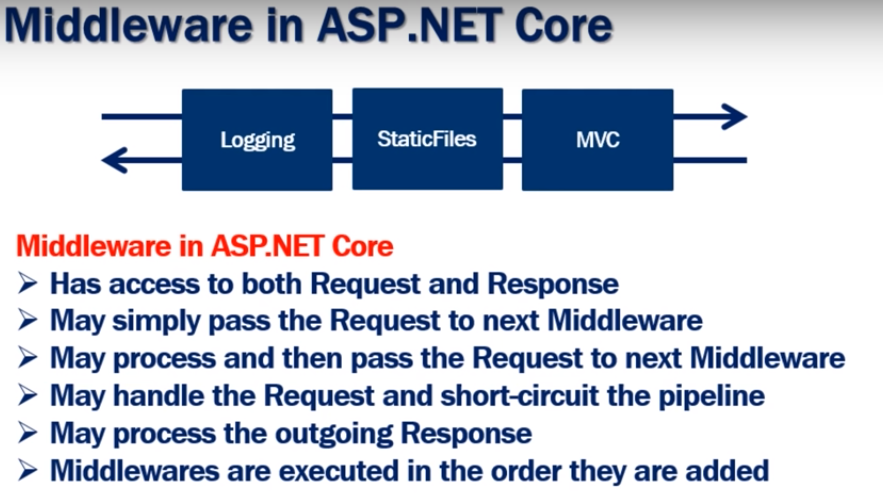 Middleware in ASP.NET Core
Logging
StaticFiles
MVC
Middleware in ASP.NET Core
➢ Has access to both Request and Response
➢ May simply pass the Request to next Middleware
➢ May process and then pass the Request to next Middleware
➢ May handle the Request and short-circuit the pipeline
➢ May process the outgoing Response
➢ Middlewares are executed in the order they are added